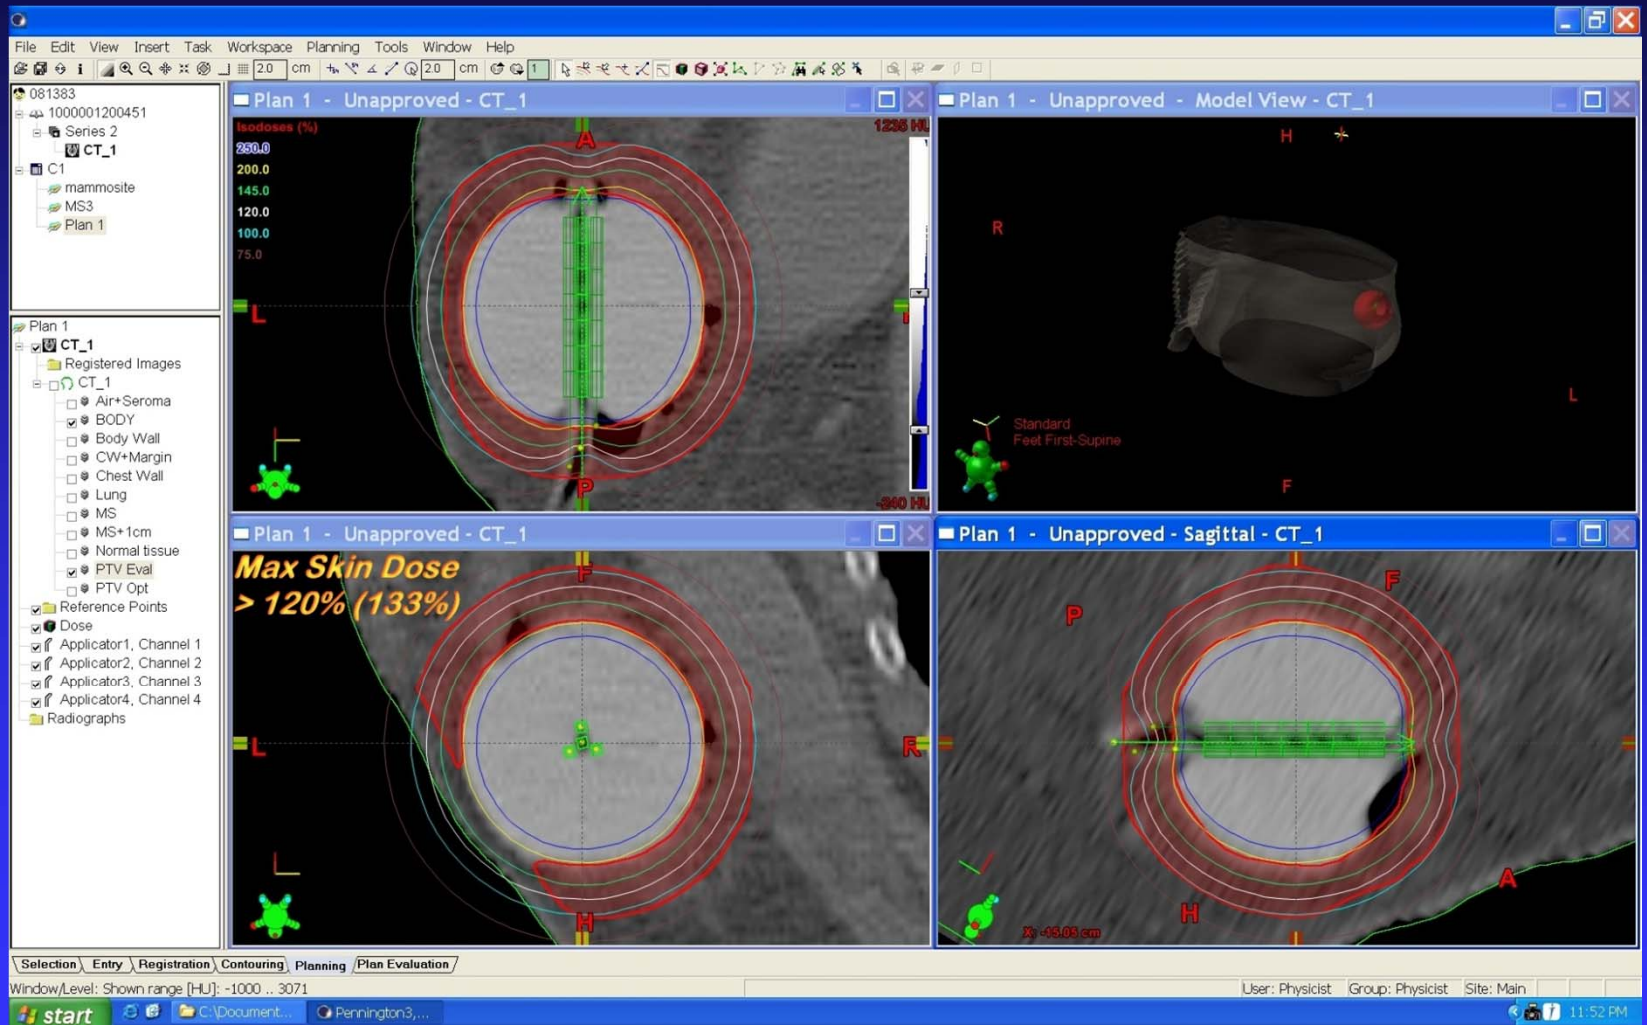 File Edit View Insert Task Workspace Planning Tools Window Help
2.0 cm 2.0 cm 1
081383
1000001200451
Series 2
CT_1
C1
mammosite
MS3
Plan 1
Plan 1
CT_1
Registered Images
CT_1
Air+Seroma
BODY
Body Wall
CW+Margin
Chest Wall
Lung
MS
MS+1cm
Normal tissue
PTV Eval
PTV Opt
Reference Points
Dose
Applicator1, Channel 1
Applicator2, Channel 2
Applicator3, Channel 3
Applicator4, Channel 4
Radiographs
Plan 1 - Unapproved - CT_1
Isodoses (%)
250.0
200.0
145.0
120.0
100.0
75.0
A
1235 HU
L
P
-240 HU
Plan 1 - Unapproved - Model View - CT_1
H
R
L
Standard
Feet First-Supine
F
Plan 1 - Unapproved - CT_1
Max Skin Dose
> 120% (133%)
F
L
R
H
Plan 1 - Unapproved - Sagittal - CT_1
F
P
A
H
X: -15.05 cm
Selection Entry Registration Contouring Planning Plan Evaluation
Window/Level: Shown range [HU]: -1000 .. 3071
User: Physicist Group: Physicist Site: Main
start C:\Document... Pennington3,... 11:52 PM